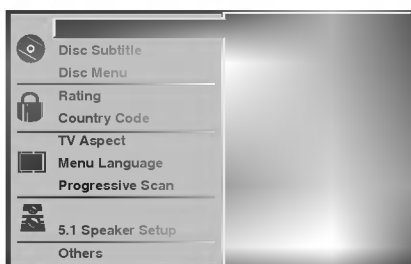 Disc Subtitle
Disc Menu
Rating
Country Code
TV Aspect
Menu Language
Progressive Scan
5.1 Speaker Setup
Others